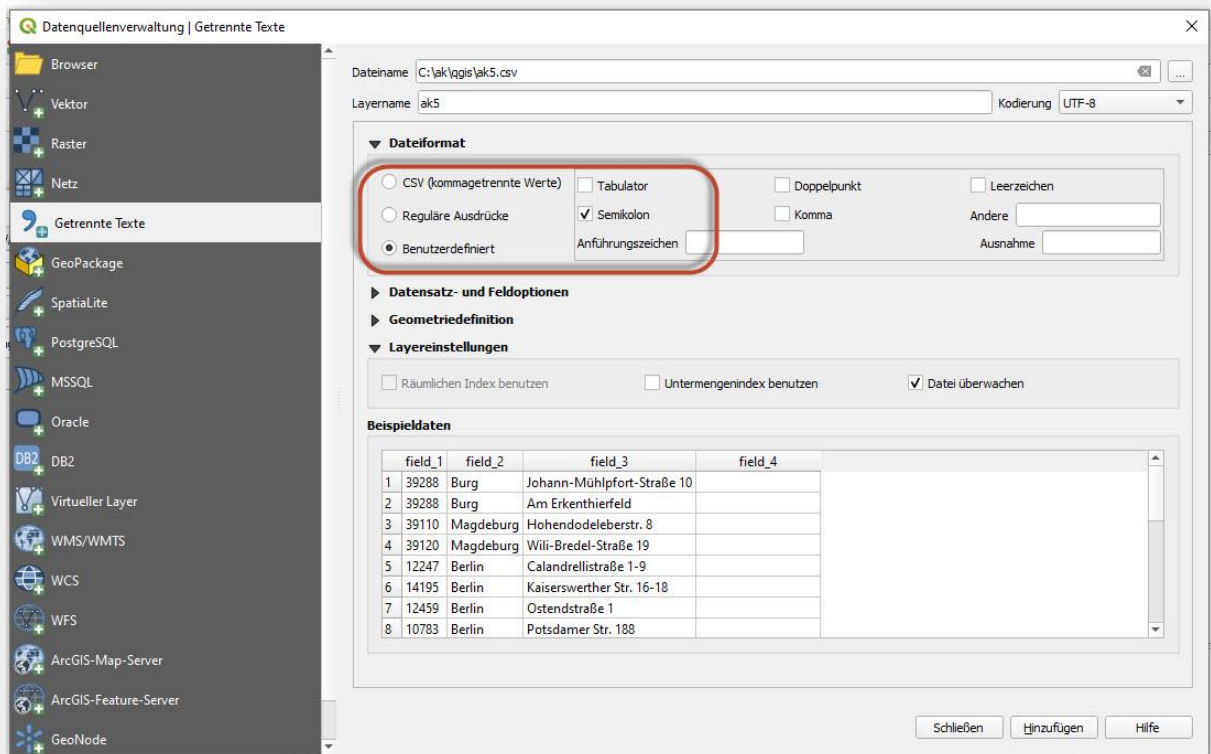 Datenquellenverwaltung | Getrennte Texte
Browser
Vektor
Raster
Netz
Getrennte Texte
GeoPackage
SpatiaLite
PostgreSQL
MSSQL
Oracle
DB2 DB2
Virtueller Layer
WMS/WMTS
WCS
WFS
ArcGIS-Map-Server
ArcGIS-Feature-Server
GeoNode
Dateiname C:\ak\qgis\ak5.csv ...
Layername ak5 Kodierung UTF-8
Dateiformat
CSV (kommagetrennte Werte) Tabulator Doppelpunkt Leerzeichen
Reguläre Ausdrücke Semikolon Komma Andere
Benutzerdefiniert Anführungszeichen Ausnahme
Datensatz- und Feldoptionen
Geometriedefinition
Layereinstellungen
Räumlichen Index benutzen Untermengenindex benutzen Datei überwachen
Beispieldaten
field_1 field_2 field_3 field_4
1 39288 Burg Johann-Mühlpfort-Straße 10
2 39288 Burg Am Erkenthierfeld
3 39110 Magdeburg Hohendodeleberstr. 8
4 39120 Magdeburg Wili-Bredel-Straße 19
5 12247 Berlin Calandrellistraße 1-9
6 14195 Berlin Kaiserswerther Str. 16-18
7 12459 Berlin Ostendstraße 1
8 10783 Berlin Potsdamer Str. 188
Schließen Hinzufügen Hilfe